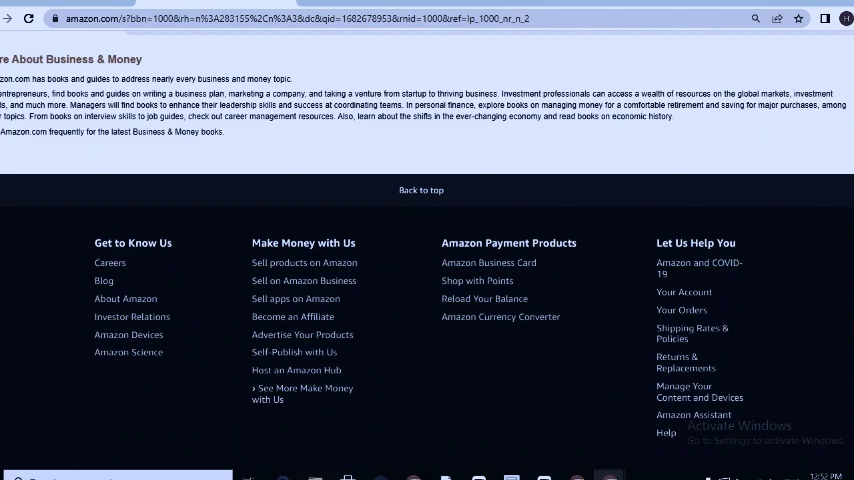 amazon.com/s?bbn=1000&rh=n%3A283155%2Cn%3A3&dc&qid=1682678953&rnid=1000&ref=lp_1000_nr_n_2
H
re About Business & Money
zon.com has books and guides to address nearly every business and money topic.
entrepreneurs, find books and guides on writing a business plan, marketing a company, and taking a venture from startup to thriving business. Investment professionals can access a wealth of resources on the global markets, investment
ds, and much more. Managers will find books to enhance their leadership skills and success at coordinating teams. In personal finance, explore books on managing money for a comfortable retirement and saving for major purchases, among
r topics. From books on interview skills to job guides, check out career management resources. Also, learn about the shifts in the ever-changing economy and read books on economic history.
Amazon.com frequently for the latest Business & Money books.
Back to top
Get to Know Us
Careers
Blog
About Amazon
Investor Relations
Amazon Devices
Amazon Science
Make Money with Us
Sell products on Amazon
Sell on Amazon Business
Sell apps on Amazon
Become an Affiliate
Advertise Your Products
Self-Publish with Us
Host an Amazon Hub
› See More Make Money
with Us
Amazon Payment Products
Amazon Business Card
Shop with Points
Reload Your Balance
Amazon Currency Converter
Let Us Help You
Amazon and COVID-
19
Your Account
Your Orders
Shipping Rates &
Policies
Returns &
Replacements
Manage Your
Content and Devices
Amazon Assistant
Help
Activate Windows
Go to Settings to activate Windows.
12:52 PM